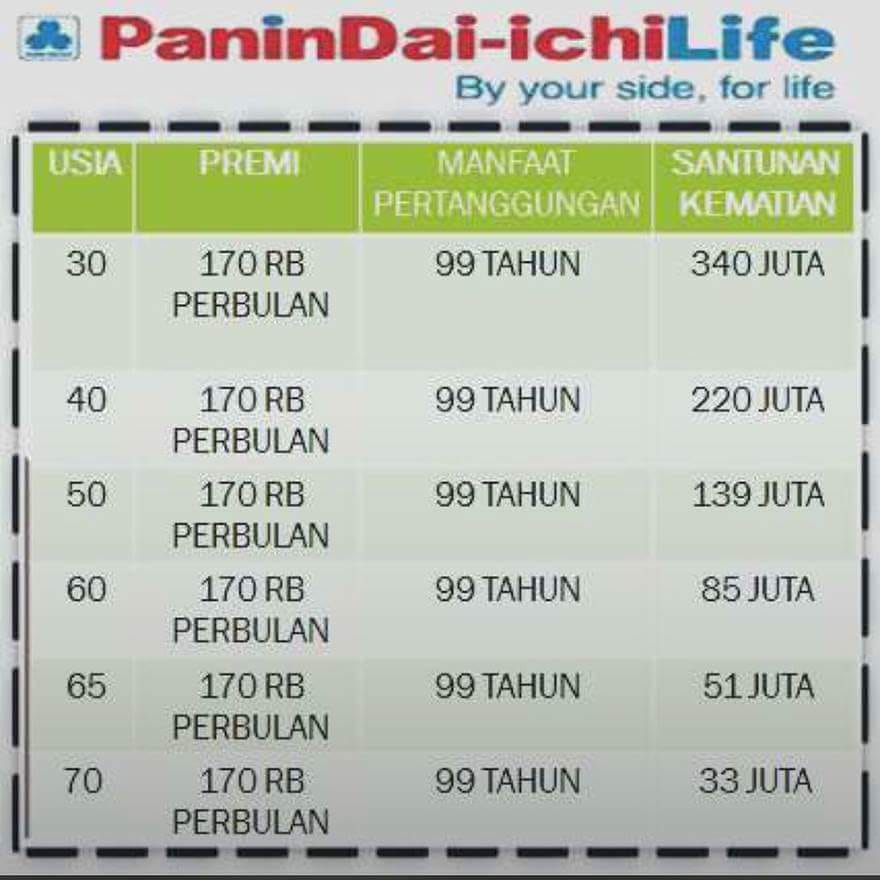 PaninDai-ichiLife
By your side, for life
USIA PREMI MANFAAT PERTANGGUNGAN SANTUNAN KEMATIAN
30 170 RB PERBULAN 99 TAHUN 340 JUTA
40 170 RB PERBULAN 99 TAHUN 220 JUTA
50 170 RB PERBULAN 99 TAHUN 139 JUTA
60 170 RB PERBULAN 99 TAHUN 85 JUTA
65 170 RB PERBULAN 99 TAHUN 51 JUTA
70 170 RB PERBULAN 99 TAHUN 33 JUTA